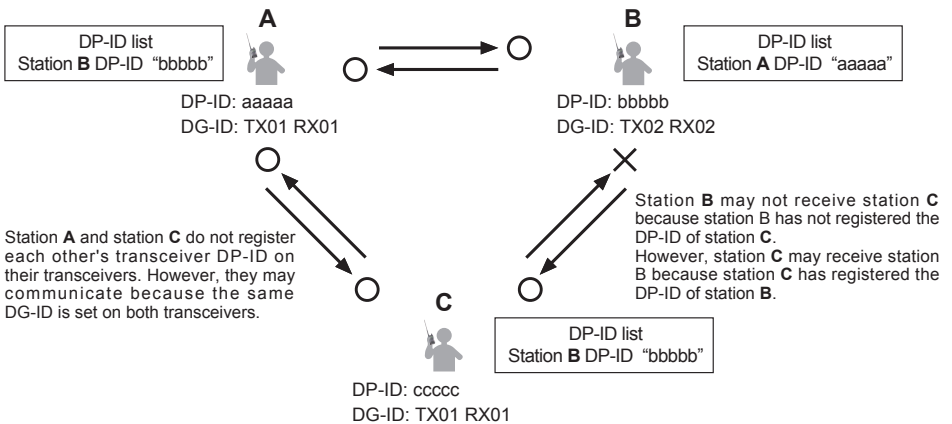 A
DP-ID list
Station B DP-ID “bbbbb”
DP-ID: aaaaa
DG-ID: TX01 RX01
B
DP-ID list
Station A DP-ID “aaaaa”
DP-ID: bbbbb
DG-ID: TX02 RX02
Station A and station C do not register
each other's transceiver DP-ID on
their transceivers. However, they may
communicate because the same
DG-ID is set on both transceivers.
Station B may not receive station C
because station B has not registered the
DP-ID of station C.
However, station C may receive station
B because station C has registered the
DP-ID of station B.
C
DP-ID list
Station B DP-ID “bbbbb”
DP-ID: ccccc
DG-ID: TX01 RX01